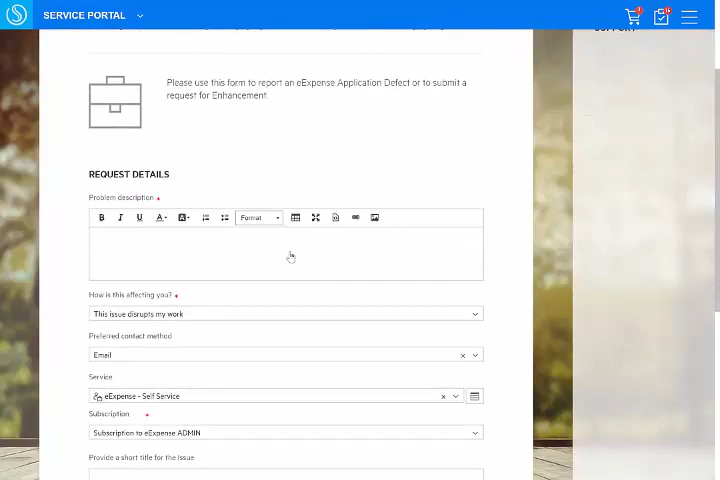 SERVICE PORTAL
Please use this form to report an eExpense Application Defect or to submit a
request for Enhancement.
REQUEST DETAILS
Problem description *
B I U A A Format
How is this affecting you? *
This issue disrupts my work
Preferred contact method
Email
Service
eExpense - Self Service
Subscription *
Subscription to eExpense ADMIN
Provide a short title for the Issue